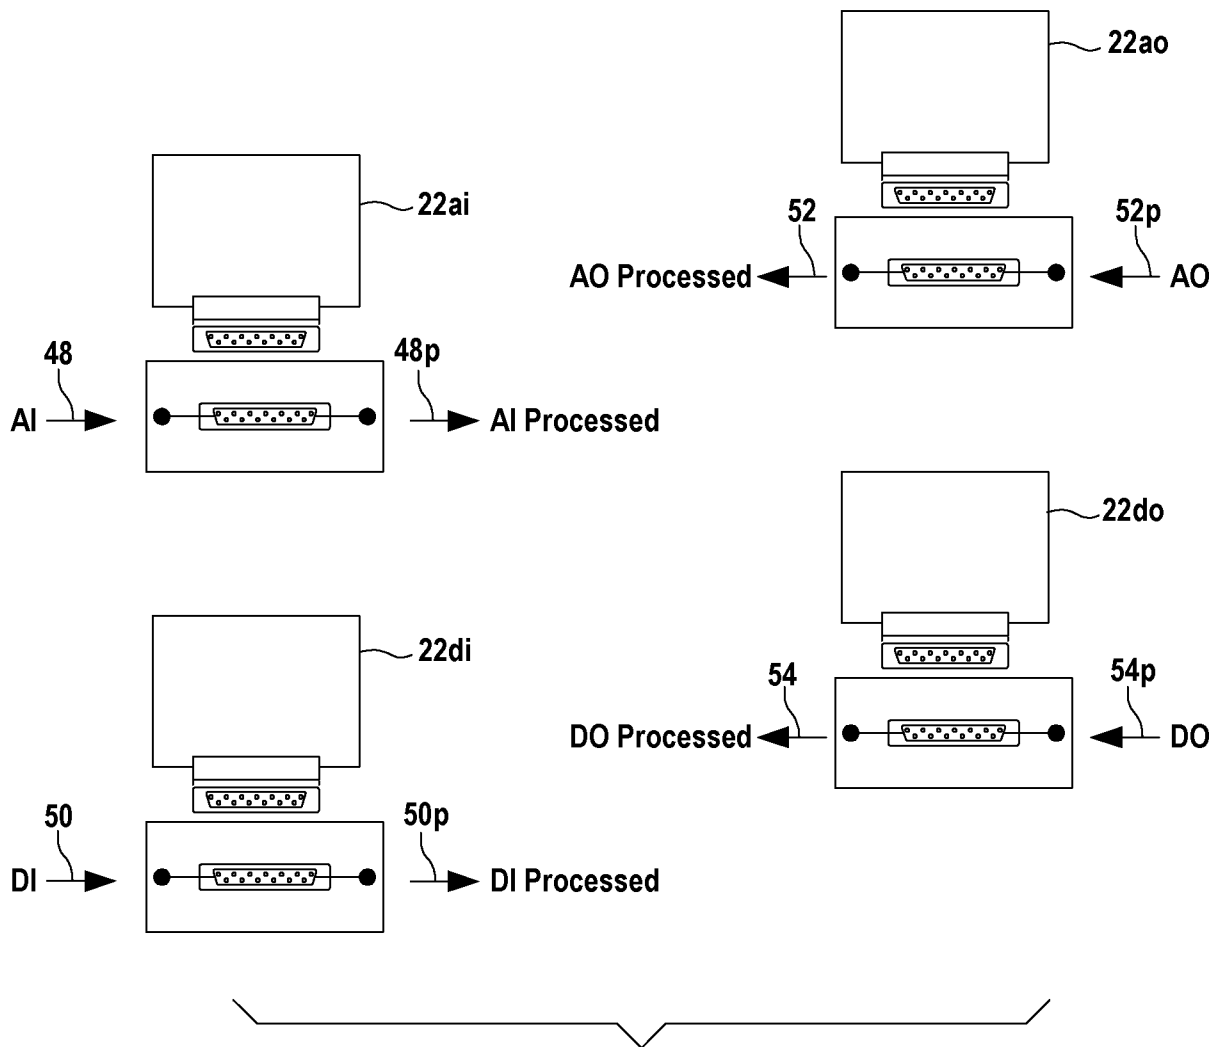 22ao
22ai
52
52p
AO Processed
AO
48
48p
AI
AI Processed
22do
22di
54
54p
DO Processed
DO
50
50p
DI
DI Processed